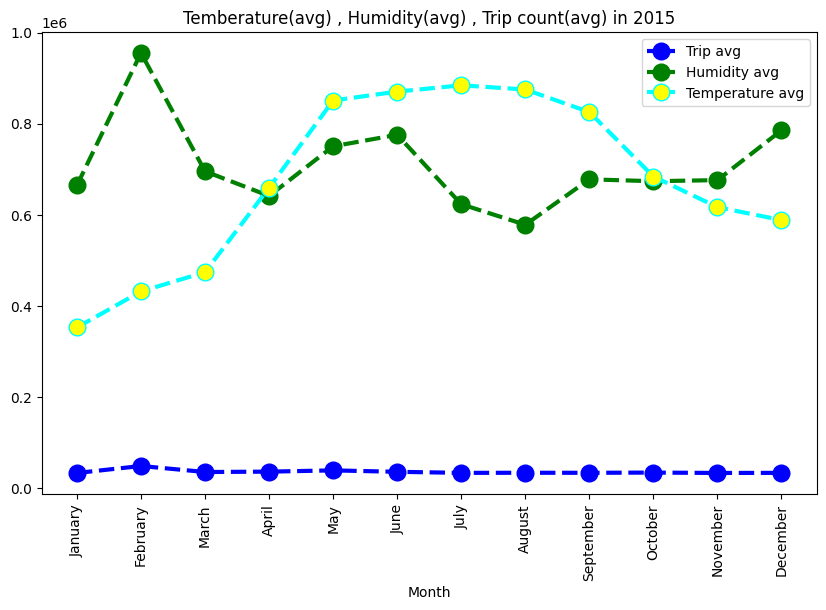 Temberature(avg) , Humidity(avg) , Trip count(avg) in 2015
1e6
1.0
0.8
0.6
0.4
0.2
0.0
Trip avg
Humidity avg
Temperature avg
January
February
March
April
May
June
July
August
September
October
November
December
Month